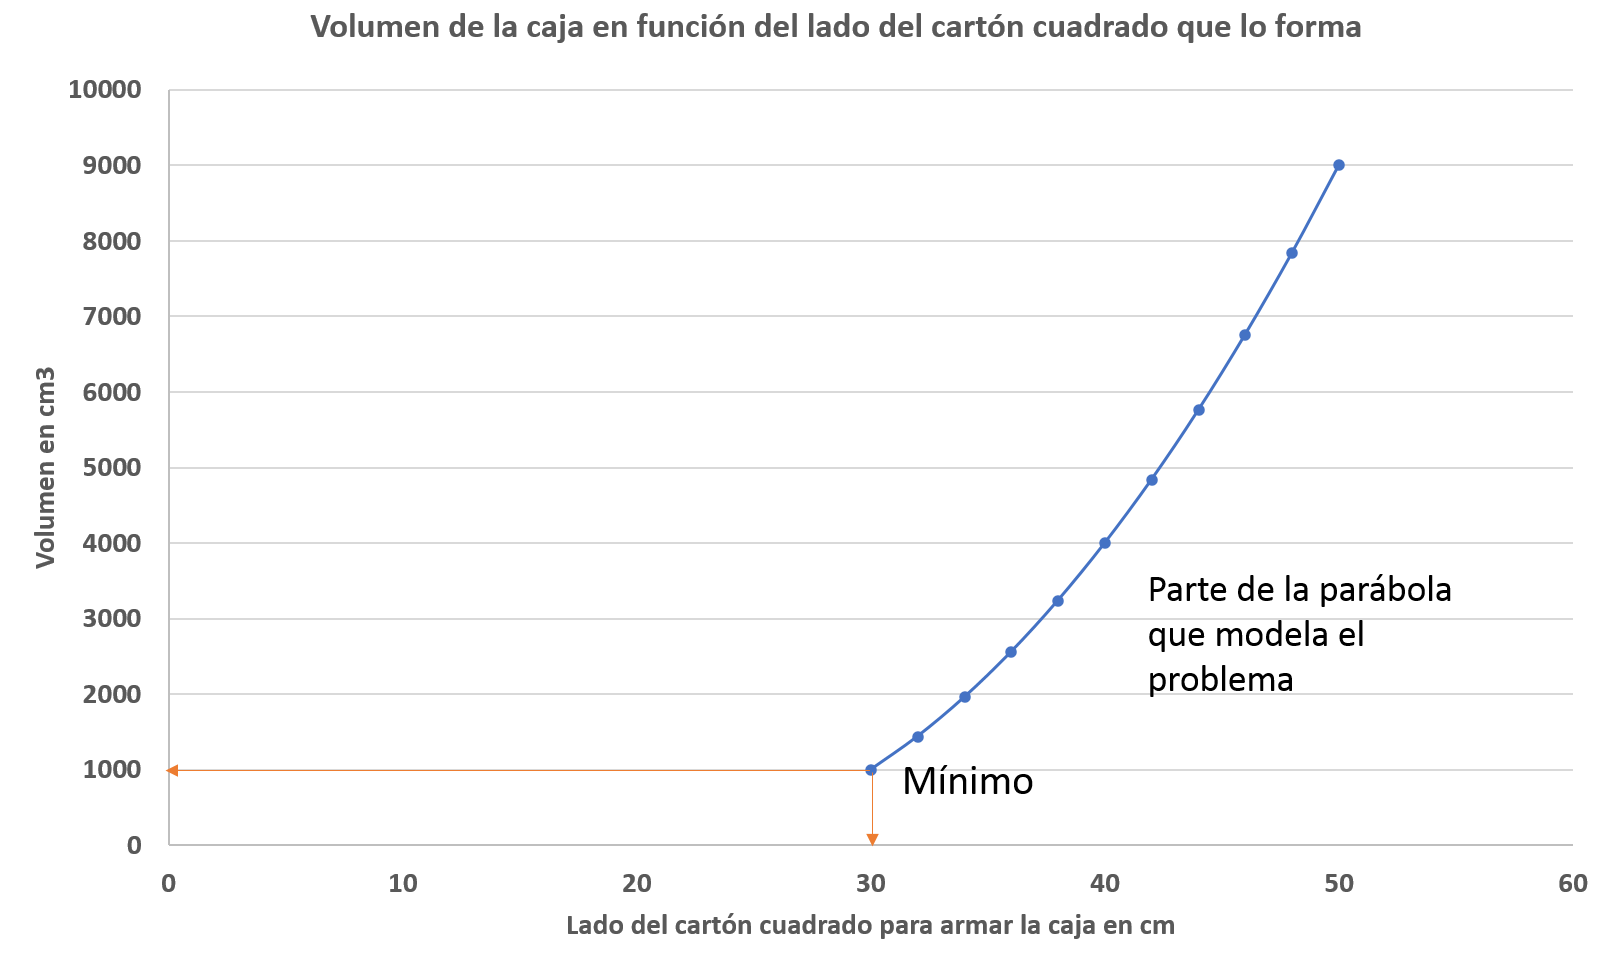 Volumen de la caja en función del lado del cartón cuadrado que lo forma
10000
9000
8000
7000
6000
5000
4000
3000
2000
1000
0
Volumen en cm3
Parte de la parábola
que modela el
problema
Mínimo
0 10 20 30 40 50 60
Lado del cartón cuadrado para armar la caja en cm